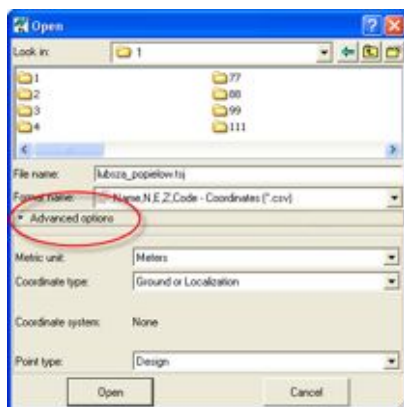 Open
Look in: 1
1 77
2 88
3 99
4 111
File name: lubsza_popielow.tsj
Format name: Name,N,E,Z,Code - Coordinates (*.csv)
Advanced options
Metric unit: Meters
Coordinate type: Ground or Localization
Coordinate system: None
Point type: Design
Open Cancel